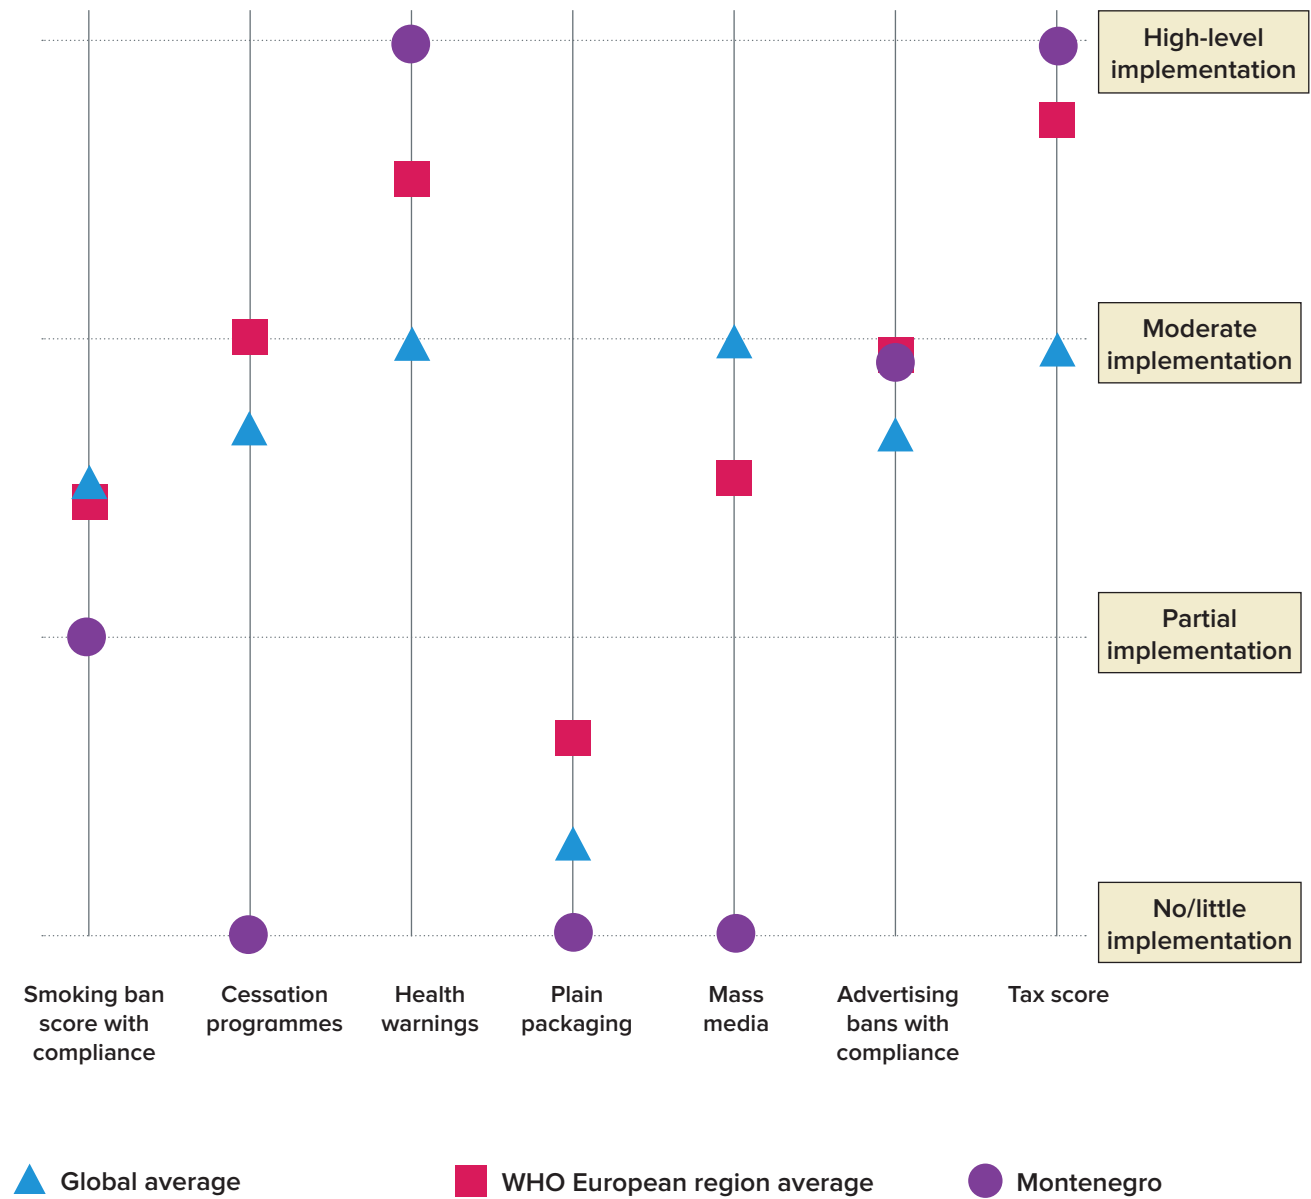 High-level
implementation
Moderate
implementation
Partial
implementation
No/little
implementation
Smoking ban
score with
compliance
Cessation
programmes
Health
warnings
Plain
packaging
Mass
media
Advertising
bans with
compliance
Tax score
Global average
WHO European region average
Montenegro